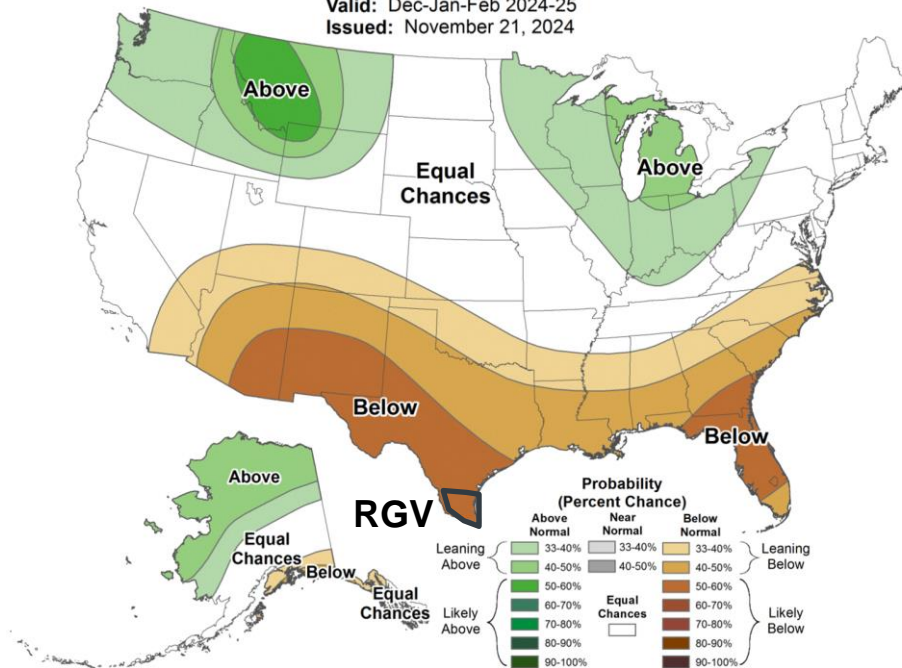 Valid: Dec-Jan-Feb 2024-25
Issued: November 21, 2024
Above
Equal
Chances
Above
Below
Below
RGV
Above
Equal
Chances
Below
Equal
Chances
Probability
(Percent Chance)
Above
Normal
Near
Normal
Below
Normal
Leaning
Above
33-40%
33-40%
33-40%
Leaning
Below
40-50%
40-50%
40-50%
Likely
Above
50-60%
60-70%
70-80%
80-90%
90-100%
Equal
Chances
50-60%
60-70%
70-80%
80-90%
90-100%
Likely
Below